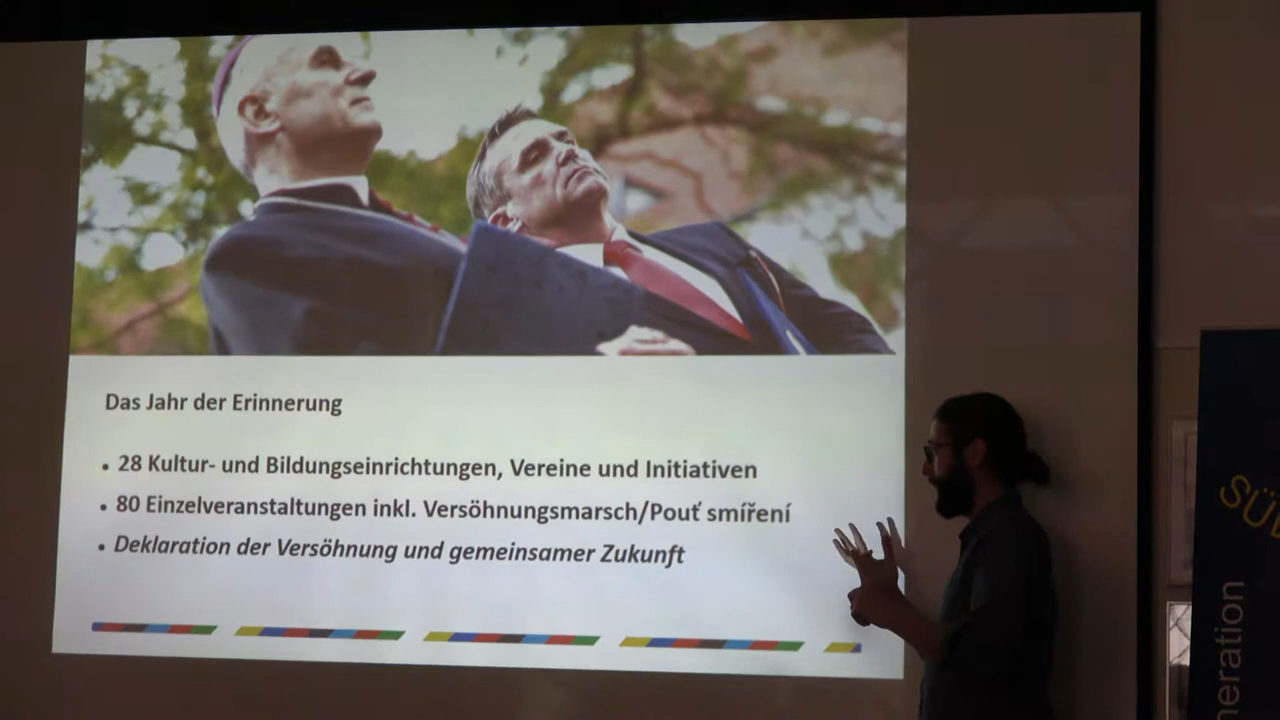 Das Jahr der Erinnerung
• 28 Kultur- und Bildungseinrichtungen, Vereine und Initiativen
• 80 Einzelveranstaltungen inkl. Versöhnungsmarsch/Pouť smíření
• Deklaration der Versöhnung und gemeinsamer Zukunft
SÜ
neration